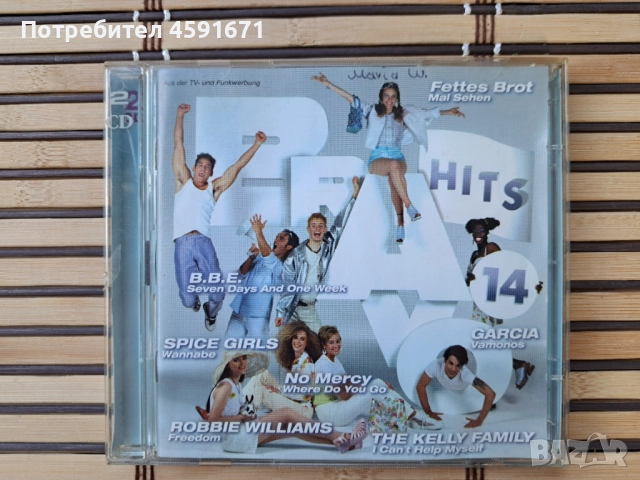 Потребител 4591671
Aus der TV- und Funkwerbung
Maria W.
2
CD
Fettes Brot
Mal Sehen
BRAVO
HITS
14
B.B.E.
Seven Days And One Week
SPICE GIRLS
Wannabe
GARCIA
Vamonos
No Mercy
Where Do You Go
ROBBIE WILLIAMS
Freedom
THE KELLY FAMILY
I Can't Help Myself
BAZAR